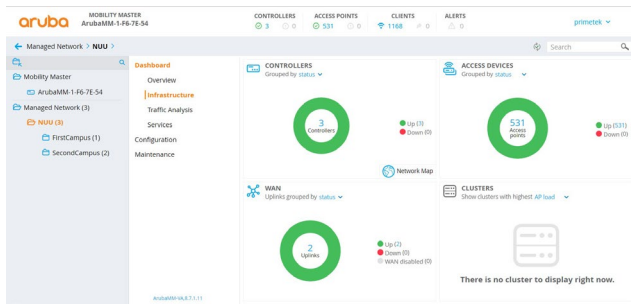 aruba
MOBILITY MASTER
ArubaMM-1-F6-7E-54
CONTROLLERS
3 0
ACCESS POINTS
531 0
CLIENTS
1168 0
ALERTS
0
primetek
Managed Network > NUU >
Search
Mobility Master
ArubaMM-1-F6-7E-54
Managed Network (3)
NUU (3)
FirstCampus (1)
SecondCampus (2)
Dashboard
Overview
Infrastructure
Traffic Analysis
Services
Configuration
Maintenance
ArubaMM-VA,8.7.1.11
CONTROLLERS
Grouped by status
3
Controllers
Up (3)
Down (0)
Network Map
ACCESS DEVICES
Grouped by status
531
Access
points
Up (531)
Down (0)
WAN
Uplinks grouped by status
2
Uplinks
Up (2)
Down (0)
WAN disabled (0)
CLUSTERS
Show clusters with highest AP load
There is no cluster to display right now.